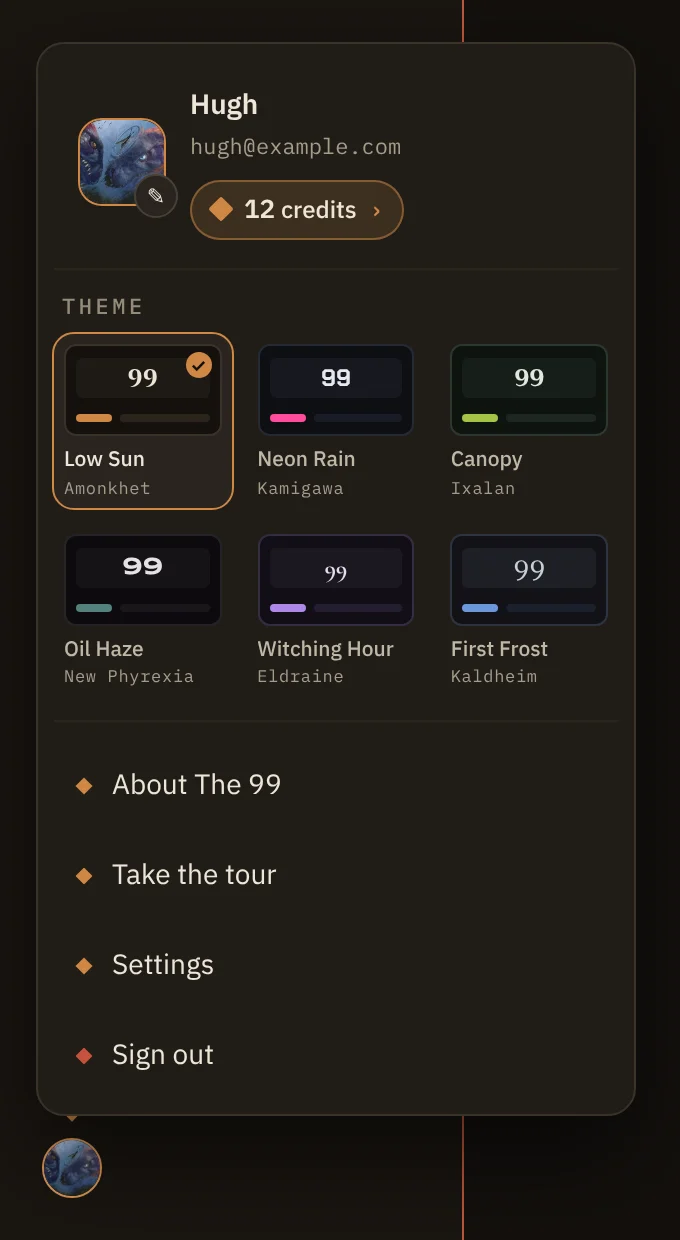 Hugh
hugh@example.com
12 credits ›
THEME
99 99 99
Low Sun Neon Rain Canopy
Amonkhet Kamigawa Ixalan
99 99 99
Oil Haze Witching Hour First Frost
New Phyrexia Eldraine Kaldheim
About The 99
Take the tour
Settings
Sign out